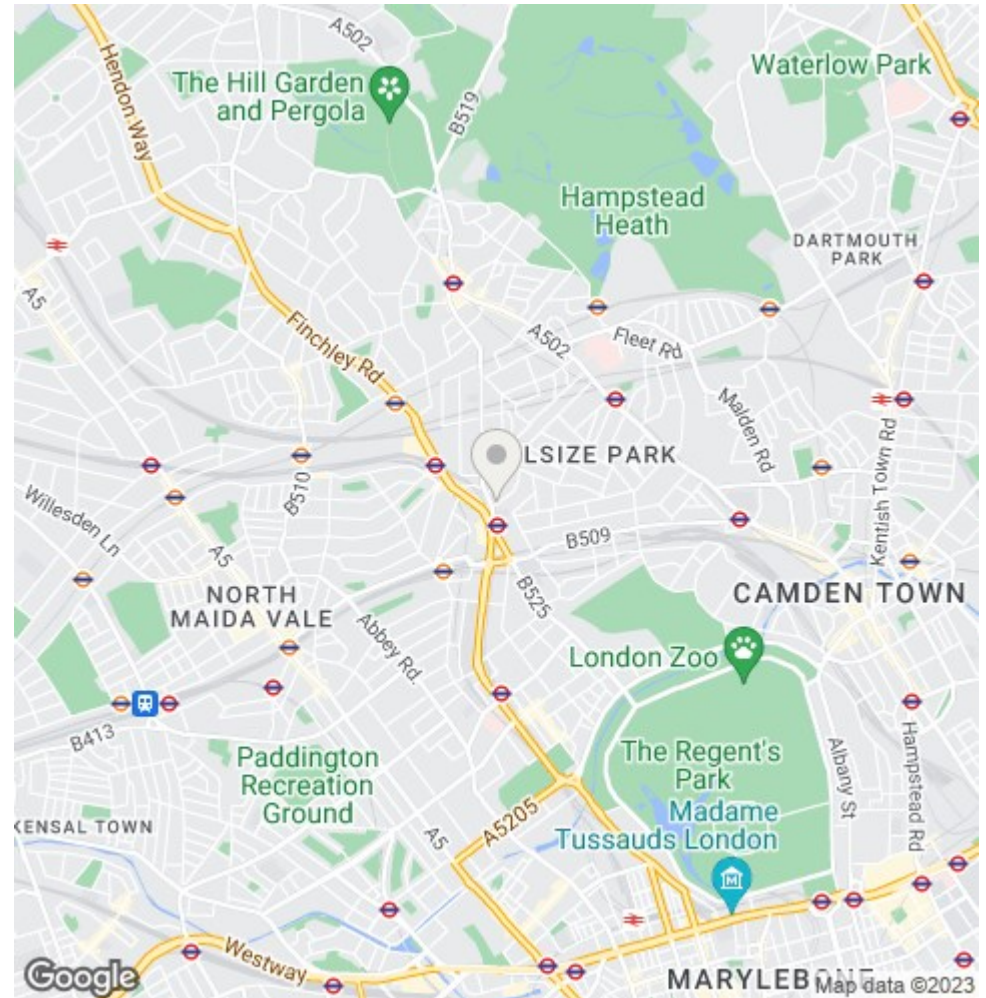 A502
The Hill Garden
and Pergola
B519
Waterlow Park
Hendon Way
Hampstead
Heath
DARTMOUTH
PARK
A5
Finchley Rd
A502
Fleet Rd
Malden Rd
LSIZE PARK
B510
Kentish Town Rd
Willesden Ln
A5
B509
NORTH
MAIDA VALE
Abbey Rd.
B525
CAMDEN TOWN
London Zoo
B413
Paddington
Recreation
Ground
The Regent's
Park
Albany St
Hampstead Rd
Madame
Tussauds London
KENSAL TOWN
A5
A5205
Westway
MARYLEBONE
Google
Map data ©2023